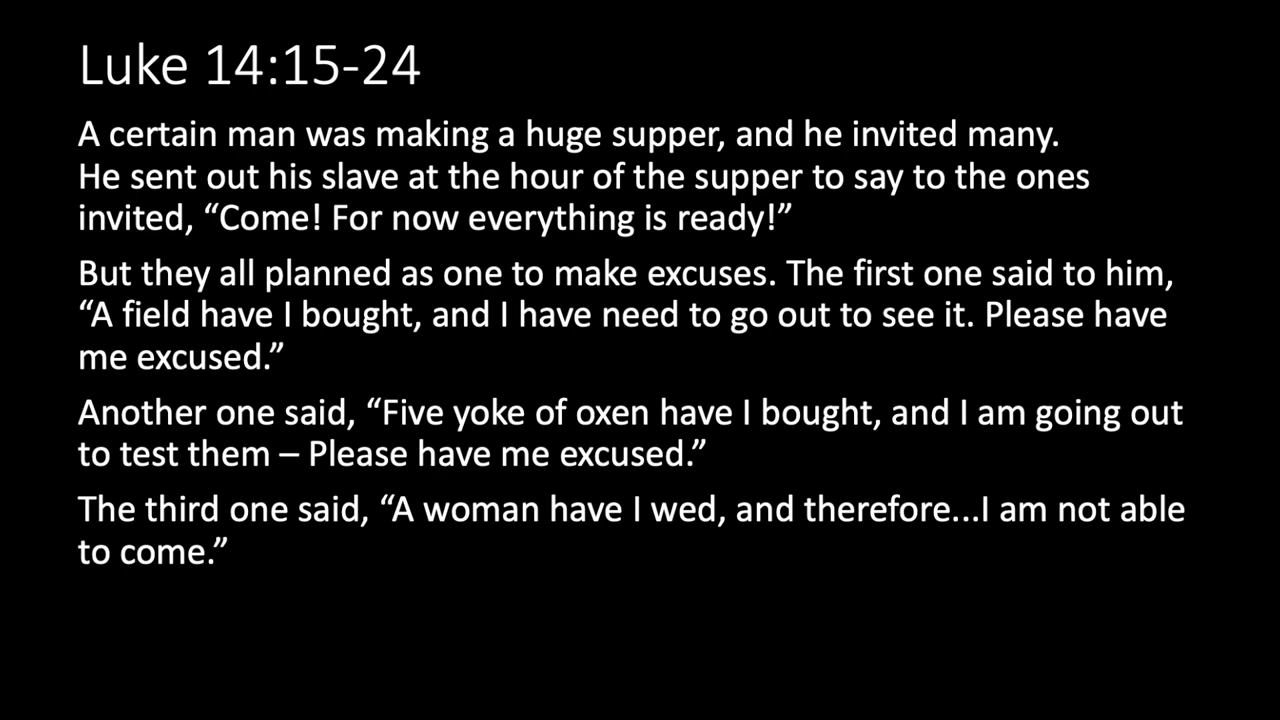 Luke 14:15-24
A certain man was making a huge supper, and he invited many.
He sent out his slave at the hour of the supper to say to the ones
invited, “Come! For now everything is ready!”
But they all planned as one to make excuses. The first one said to him,
“A field have I bought, and I have need to go out to see it. Please have
me excused.”
Another one said, “Five yoke of oxen have I bought, and I am going out
to test them – Please have me excused.”
The third one said, “A woman have I wed, and therefore...I am not able
to come.”